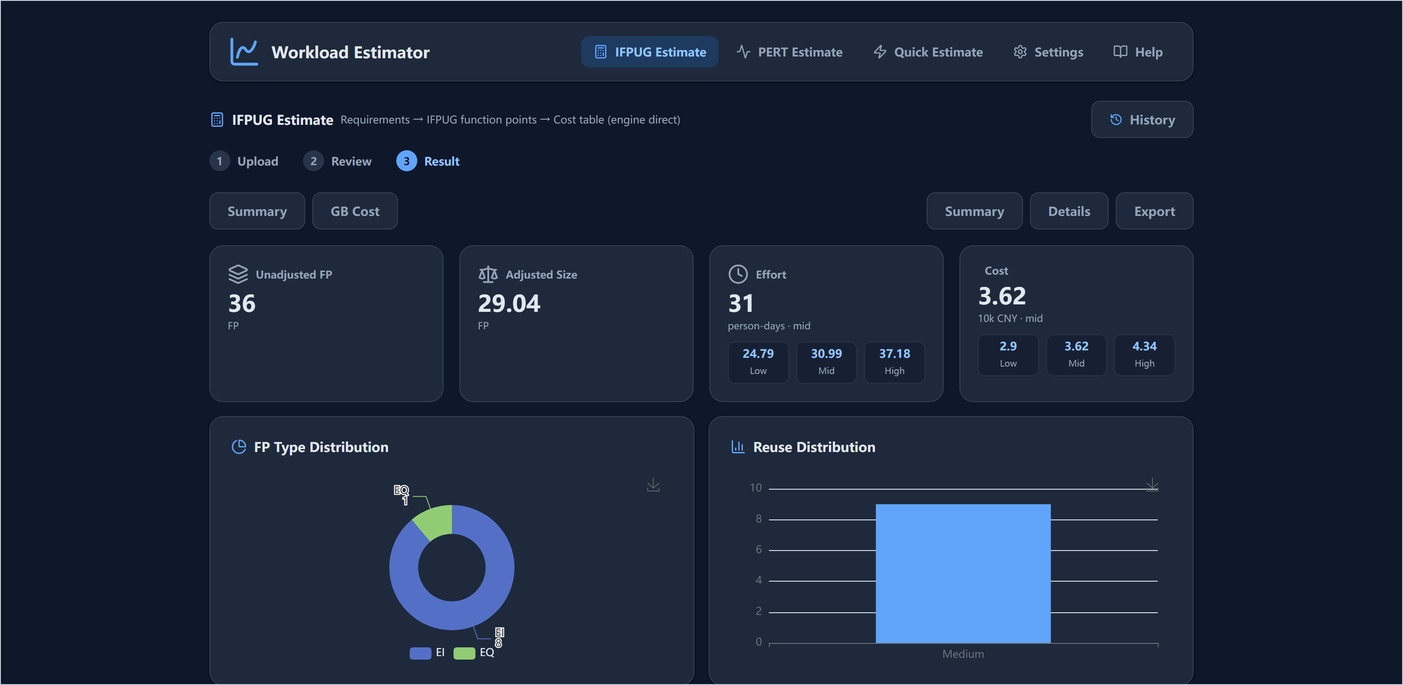 Workload Estimator
IFPUG Estimate
PERT Estimate
Quick Estimate
Settings
Help
IFPUG Estimate
Requirements → IFPUG function points → Cost table (engine direct)
History
1 Upload
2 Review
3 Result
Summary
GB Cost
Summary
Details
Export
Unadjusted FP
36
FP
Adjusted Size
29.04
FP
Effort
31
person-days · mid
24.79
Low
30.99
Mid
37.18
High
Cost
3.62
10k CNY · mid
2.9
Low
3.62
Mid
4.34
High
FP Type Distribution
EQ
1
EI
8
EI
EQ
Reuse Distribution
10
8
6
4
2
0
Medium